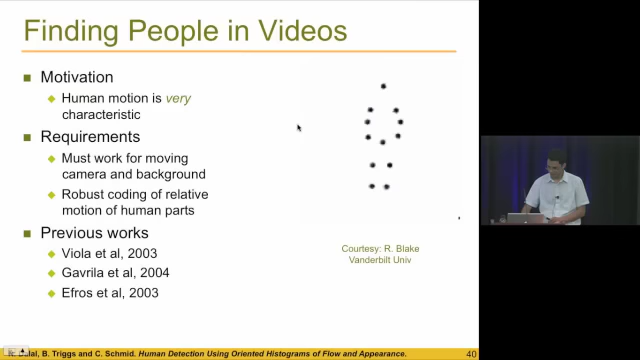 Finding People in Videos
Motivation
Human motion is very
characteristic
Requirements
Must work for moving
camera and background
Robust coding of relative
motion of human parts
Previous works
Viola et al, 2003
Gavrila et al, 2004
Efros et al, 2003
Courtesy: R. Blake
Vanderbilt Univ
Dalal, B. Triggs and C. Schmid. Human Detection Using Oriented Histograms of Flow and Appearance.
40